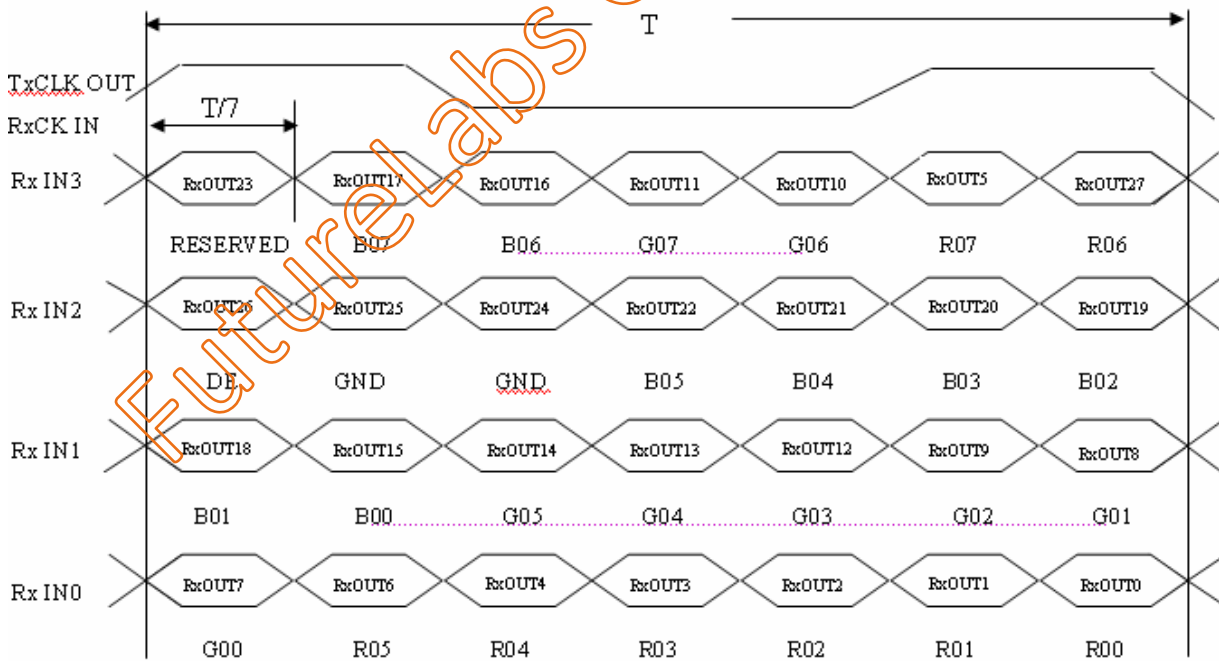 T
TxCLK OUT
T/7
RxCK IN
Rx IN3 RxOUT23 RxOUT17 RxOUT16 RxOUT11 RxOUT10 RxOUT5 RxOUT27
RESERVED B07 B06 G07 G06 R07 R06
Rx IN2 RxOUT26 RxOUT25 RxOUT24 RxOUT22 RxOUT21 RxOUT20 RxOUT19
DE GND GND B05 B04 B03 B02
Rx IN1 RxOUT18 RxOUT15 RxOUT14 RxOUT13 RxOUT12 RxOUT9 RxOUT8
B01 B00 G05 G04 G03 G02 G01
Rx IN0 RxOUT7 RxOUT6 RxOUT4 RxOUT3 RxOUT2 RxOUT1 RxOUT0
G00 R05 R04 R03 R02 R01 R00
FutureLabs